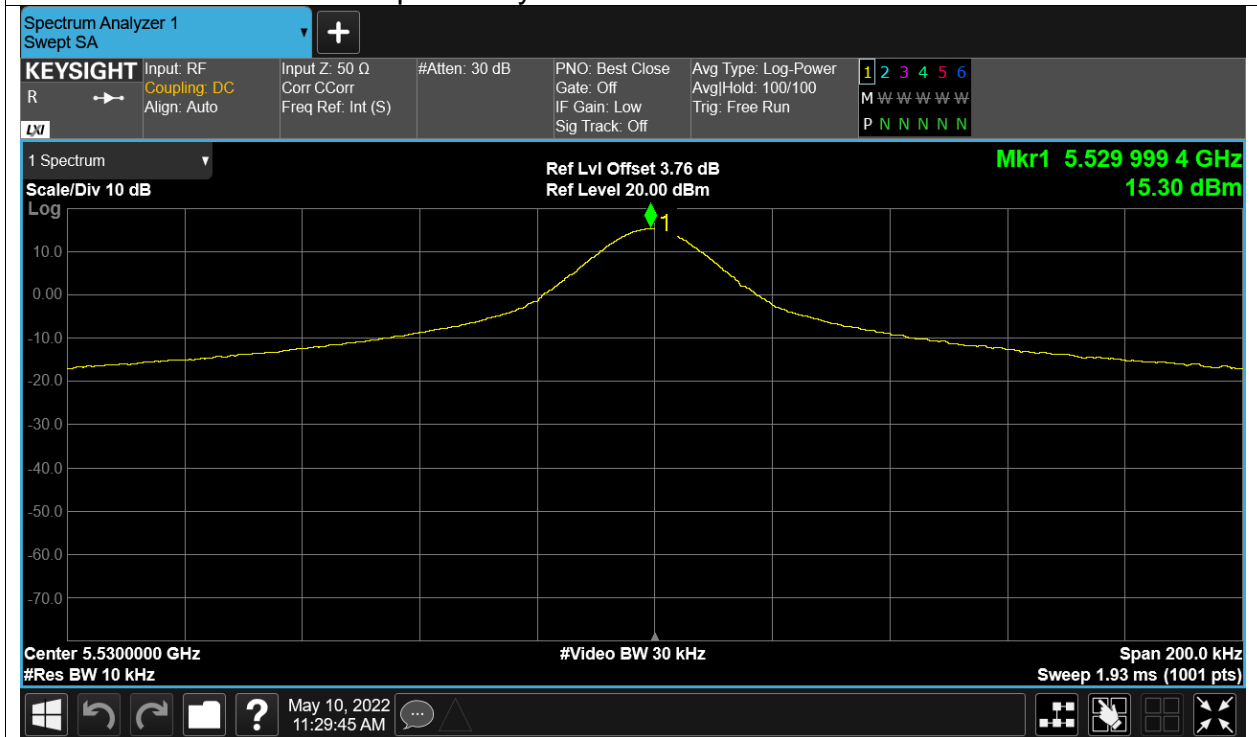 Spectrum Analyzer 1
Swept SA
KEYSIGHT
R
LXI
Input: RF
Coupling: DC
Align: Auto
Input Z: 50 Ω
Corr CCorr
Freq Ref: Int (S)
#Atten: 30 dB
PNO: Best Close
Gate: Off
IF Gain: Low
Sig Track: Off
Avg Type: Log-Power
Avg|Hold: 100/100
Trig: Free Run
1 2 3 4 5 6
M W W W W W
P N N N N N
1 Spectrum
Scale/Div 10 dB
Log
Ref Lvl Offset 3.76 dB
Ref Level 20.00 dBm
Mkr1 5.529 999 4 GHz
15.30 dBm
1
10.0
0.00
-10.0
-20.0
-30.0
-40.0
-50.0
-60.0
-70.0
Center 5.5300000 GHz
#Res BW 10 kHz
#Video BW 30 kHz
Span 200.0 kHz
Sweep 1.93 ms (1001 pts)
?
May 10, 2022
11:29:45 AM